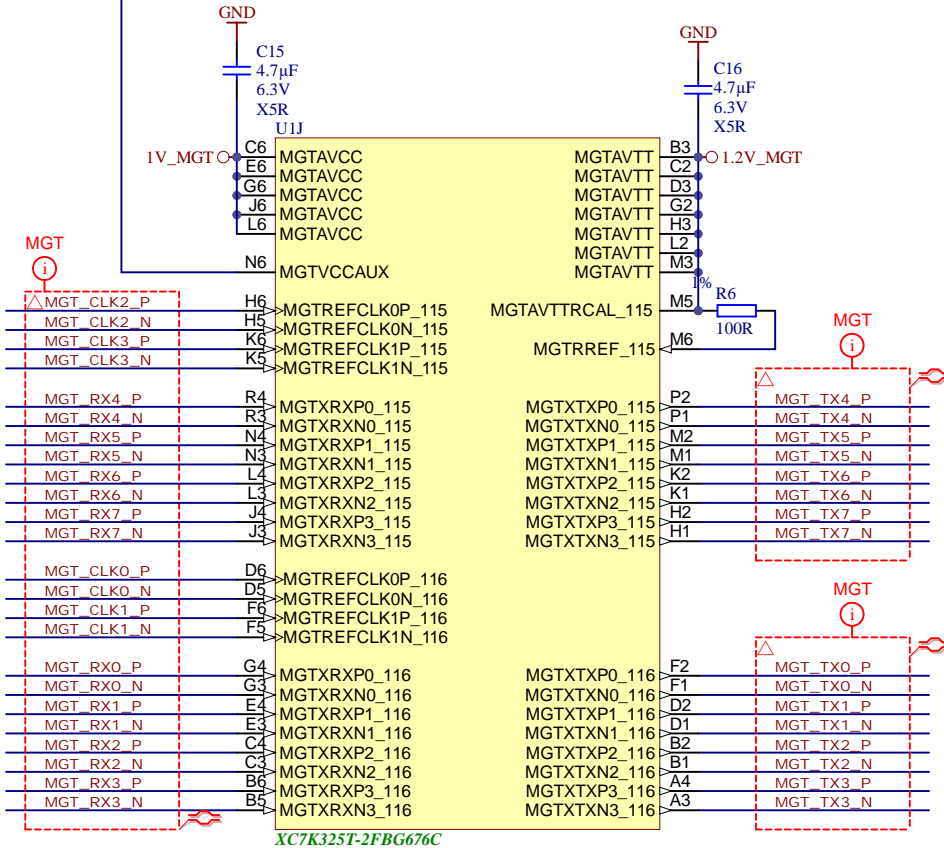 GND
C15
4.7µF
6.3V
X5R
GND
C16
4.7µF
6.3V
X5R
U1J
1V_MGT C6 MGTAVCC MGTAVTT B3 1.2V_MGT
E6 MGTAVCC MGTAVTT C2
G6 MGTAVCC MGTAVTT D3
J6 MGTAVCC MGTAVTT G2
L6 MGTAVCC MGTAVTT H3
MGTAVTT L2
N6 MGTVCCAUX MGTAVTT M3
1%
MGT
i
MGT_CLK2_P H6 MGTREFCLK0P_115 MGTAVTTRCAL_115 M5 R6
100R
MGT_CLK2_N H5 MGTREFCLK0N_115
MGT_CLK3_P K6 MGTREFCLK1P_115 MGTRREF_115 M6
MGT_CLK3_N K5 MGTREFCLK1N_115
MGT
i
MGT_RX4_P R4 MGTXRXP0_115 MGTXTXP0_115 P2 MGT_TX4_P
MGT_RX4_N R3 MGTXRXN0_115 MGTXTXN0_115 P1 MGT_TX4_N
MGT_RX5_P N4 MGTXRXP1_115 MGTXTXP1_115 M2 MGT_TX5_P
MGT_RX5_N N3 MGTXRXN1_115 MGTXTXN1_115 M1 MGT_TX5_N
MGT_RX6_P L4 MGTXRXP2_115 MGTXTXP2_115 K2 MGT_TX6_P
MGT_RX6_N L3 MGTXRXN2_115 MGTXTXN2_115 K1 MGT_TX6_N
MGT_RX7_P J4 MGTXRXP3_115 MGTXTXP3_115 H2 MGT_TX7_P
MGT_RX7_N J3 MGTXRXN3_115 MGTXTXN3_115 H1 MGT_TX7_N
MGT_CLK0_P D6 MGTREFCLK0P_116
MGT_CLK0_N D5 MGTREFCLK0N_116
MGT_CLK1_P F6 MGTREFCLK1P_116
MGT_CLK1_N F5 MGTREFCLK1N_116
MGT
i
MGT_RX0_P G4 MGTXRXP0_116 MGTXTXP0_116 F2 MGT_TX0_P
MGT_RX0_N G3 MGTXRXN0_116 MGTXTXN0_116 F1 MGT_TX0_N
MGT_RX1_P E4 MGTXRXP1_116 MGTXTXP1_116 D2 MGT_TX1_P
MGT_RX1_N E3 MGTXRXN1_116 MGTXTXN1_116 D1 MGT_TX1_N
MGT_RX2_P C4 MGTXRXP2_116 MGTXTXP2_116 B2 MGT_TX2_P
MGT_RX2_N C3 MGTXRXN2_116 MGTXTXN2_116 B1 MGT_TX2_N
MGT_RX3_P B6 MGTXRXP3_116 MGTXTXP3_116 A4 MGT_TX3_P
MGT_RX3_N B5 MGTXRXN3_116 MGTXTXN3_116 A3 MGT_TX3_N
XC7K325T-2FBG676C